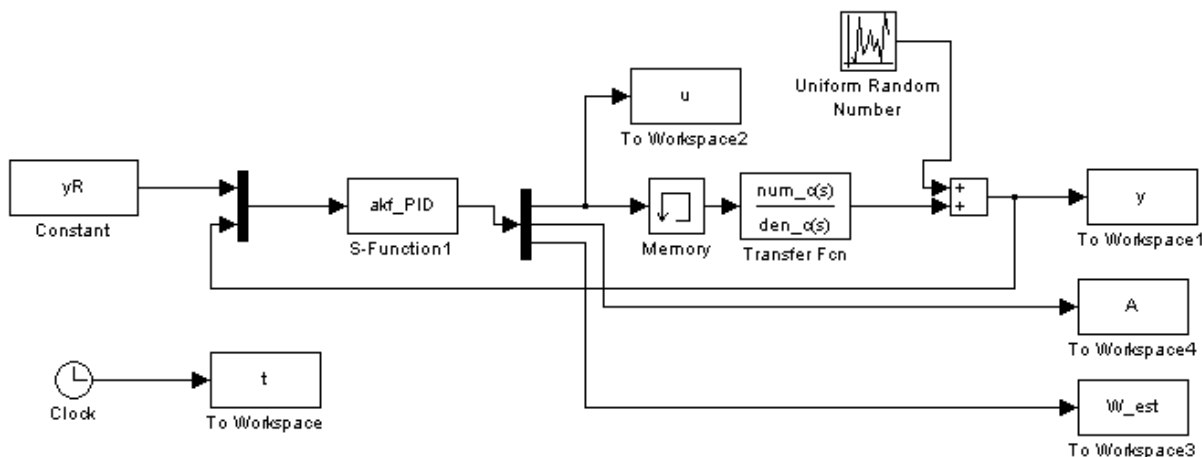 Uniform Random
Number
u
To Workspace2
yR
Constant
akf_PID
S-Function1
Memory
num_c(s)
den_c(s)
Transfer Fcn
+
+
y
To Workspace1
A
To Workspace4
Clock
t
To Workspace
W_est
To Workspace3